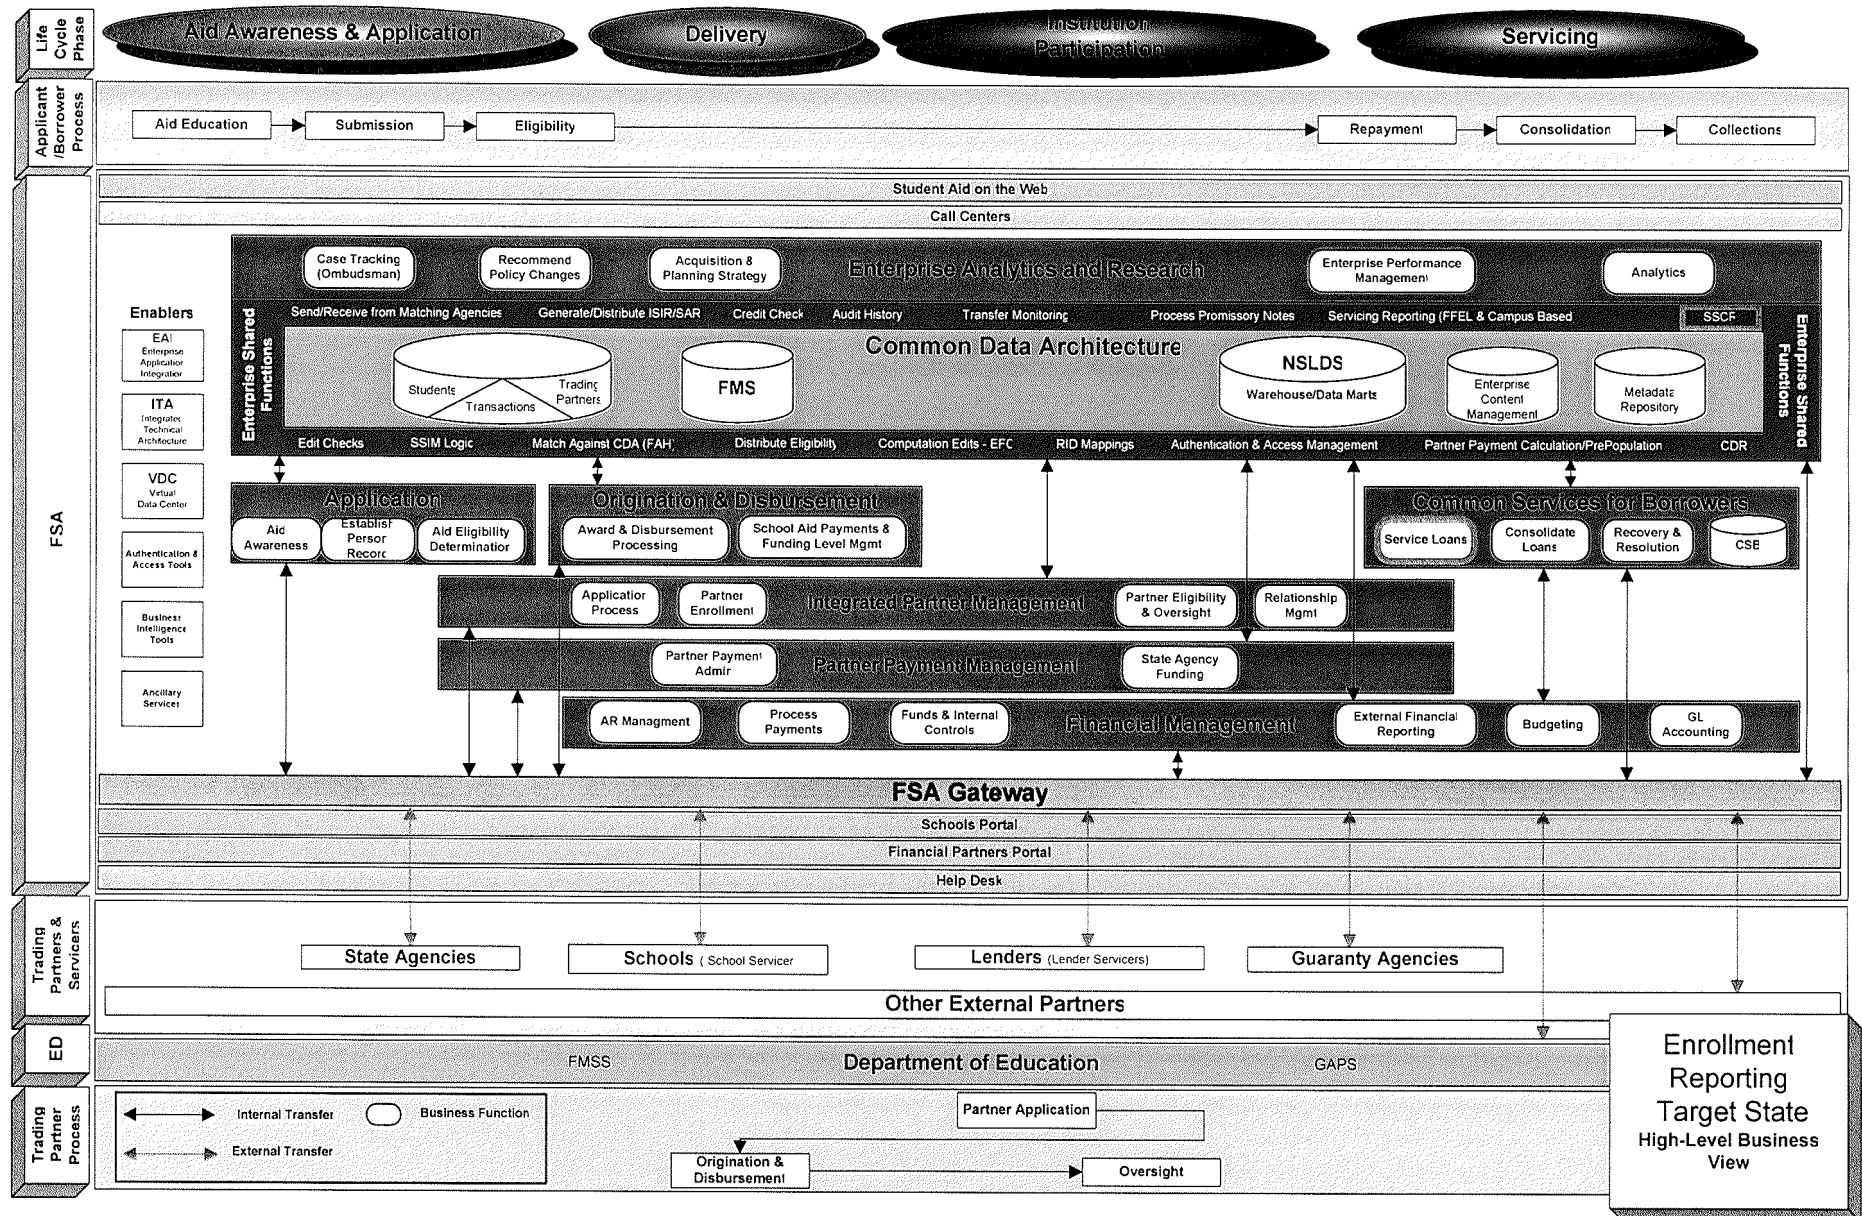 Life
Cycle
Phase
Aid Awareness & Application
Delivery
Institution
Participation
Servicing
Applicant
/Borrower
Process
Aid Education
Submission
Eligibility
Repayment
Consolidation
Collections
FSA
Student Aid on the Web
Call Centers
Case Tracking
(Ombudsman)
Recommend
Policy Changes
Acquisition &
Planning Strategy
Enterprise Analytics and Research
Enterprise Performance
Management
Analytics
Enablers
EAI
Enterprise
Application
Integration
ITA
Integrated
Technical
Architecture
VDC
Virtual
Data Center
Authentication &
Access Tools
Business
Intelligence
Tools
Ancillary
Services
Enterprise Shared
Functions
Send/Receive from Matching Agencies
Generate/Distribute ISIR/SAR
Credit Check
Audit History
Transfer Monitoring
Process Promissory Notes
Servicing Reporting (FFEL & Campus Based
SSCR
Enterprise Shared
Functions
Common Data Architecture
Students
Transactions
Trading
Partners
FMS
NSLDS
Warehouse/Data Marts
Enterprise
Content
Management
Metadata
Repository
Edit Checks
SSIM Logic
Match Against CDA (FAH)
Distribute Eligibility
Computation Edits - EFC
RID Mappings
Authentication & Access Management
Partner Payment Calculation/PrePopulation
CDR
Application
Aid
Awareness
Establish
Person
Record
Aid Eligibility
Determination
Origination & Disbursement
Award & Disbursement
Processing
School Aid Payments &
Funding Level Mgmt
Common Services for Borrowers
Service Loans
Consolidate
Loans
Recovery &
Resolution
CSB
Application
Process
Partner
Enrollment
Integrated Partner Management
Partner Eligibility
& Oversight
Relationship
Mgmt
Partner Payment
Admin
Partner Payment Management
State Agency
Funding
AR Managment
Process
Payments
Funds & Internal
Controls
Financial Management
External Financial
Reporting
Budgeting
GL
Accounting
FSA Gateway
Schools Portal
Financial Partners Portal
Help Desk
Trading
Partners &
Servicers
State Agencies
Schools ( School Servicer
Lenders (Lender Servicers)
Guaranty Agencies
Other External Partners
ED
FMSS
Department of Education
GAPS
Trading
Partner
Process
Internal Transfer
Business Function
External Transfer
Partner Application
Origination &
Disbursement
Oversight
Enrollment
Reporting
Target State
High-Level Business
View